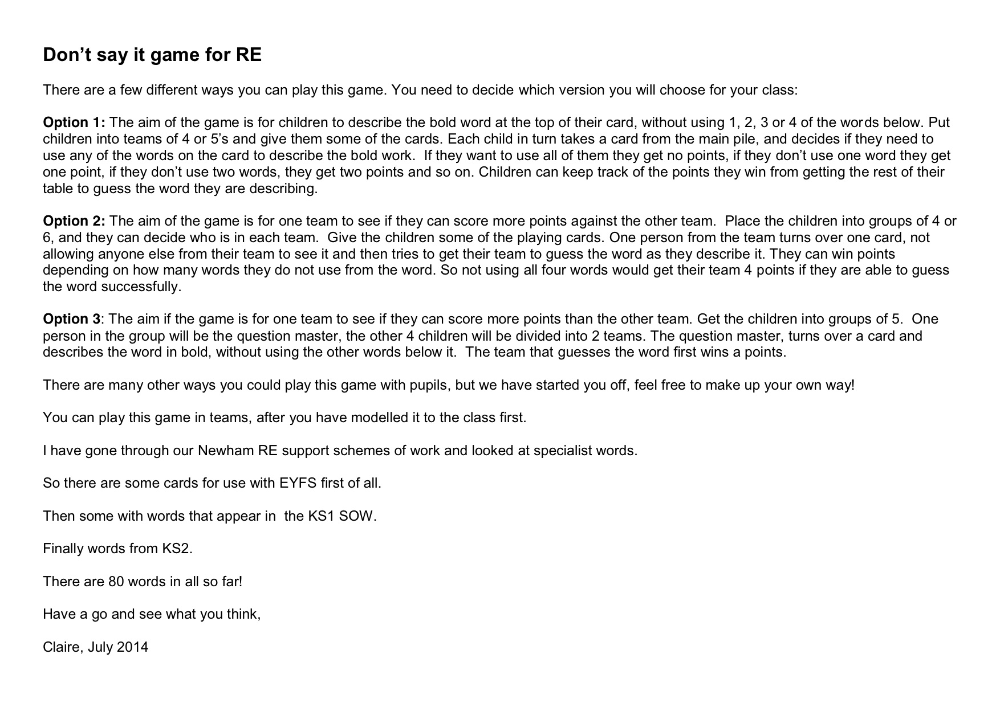 Don’t say it game for RE
There are a few different ways you can play this game. You need to decide which version you will choose for your class:
Option 1: The aim of the game is for children to describe the bold word at the top of their card, without using 1, 2, 3 or 4 of the words below. Put
children into teams of 4 or 5’s and give them some of the cards. Each child in turn takes a card from the main pile, and decides if they need to
use any of the words on the card to describe the bold work.  If they want to use all of them they get no points, if they don’t use one word they get
one point, if they don’t use two words, they get two points and so on. Children can keep track of the points they win from getting the rest of their
table to guess the word they are describing.
Option 2: The aim of the game is for one team to see if they can score more points against the other team.  Place the children into groups of 4 or
6, and they can decide who is in each team.  Give the children some of the playing cards. One person from the team turns over one card, not
allowing anyone else from their team to see it and then tries to get their team to guess the word as they describe it. They can win points
depending on how many words they do not use from the word. So not using all four words would get their team 4 points if they are able to guess
the word successfully.
Option 3: The aim if the game is for one team to see if they can score more points than the other team. Get the children into groups of 5.  One
person in the group will be the question master, the other 4 children will be divided into 2 teams. The question master, turns over a card and
describes the word in bold, without using the other words below it.  The team that guesses the word first wins a points.
There are many other ways you could play this game with pupils, but we have started you off, feel free to make up your own way!
You can play this game in teams, after you have modelled it to the class first.
I have gone through our Newham RE support schemes of work and looked at specialist words.
So there are some cards for use with EYFS first of all.
Then some with words that appear in  the KS1 SOW.
Finally words from KS2.
There are 80 words in all so far!
Have a go and see what you think,
Claire, July 2014